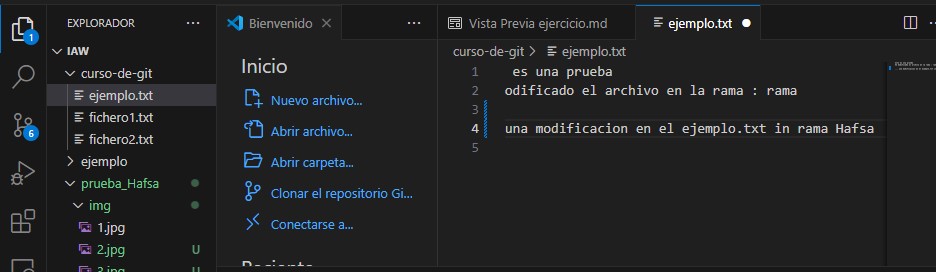 EXPLORADOR
IAW
curso-de-git
ejemplo.txt
fichero1.txt
fichero2.txt
ejemplo
prueba_Hafsa
img
1.jpg
2.jpg U
3.jpg U
1
6
Bienvenido
Inicio
Nuevo archivo...
Abrir archivo...
Abrir carpeta...
Clonar el repositorio Gi...
Conectarse a...
Reciente
Vista Previa ejercicio.md
ejemplo.txt
curso-de-git > ejemplo.txt
1 es una prueba
2 odificado el archivo en la rama : rama
3
4 una modificacion en el ejemplo.txt in rama Hafsa
5